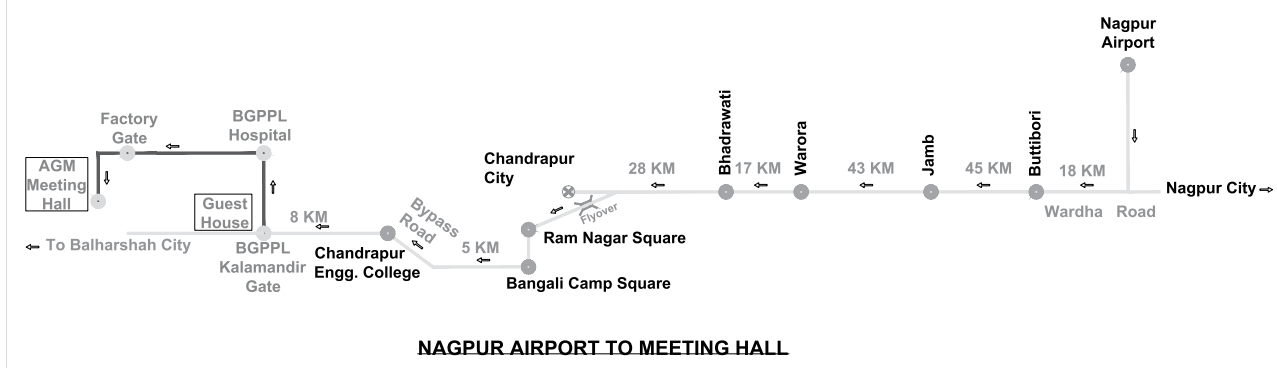 Nagpur
Airport
Factory
Gate
BGPPL
Hospital
AGM
Meeting
Hall
Guest
House
8 KM
Bypass
Road
5 KM
Chandrapur
City
Flyover
28 KM
Bhadrawati
17 KM
Warora
43 KM
Jamb
45 KM
Buttibori
18 KM
Nagpur City
Wardha Road
To Balharshah City
BGPPL
Kalamandir
Gate
Chandrapur
Engg. College
Ram Nagar Square
Bangali Camp Square
NAGPUR AIRPORT TO MEETING HALL